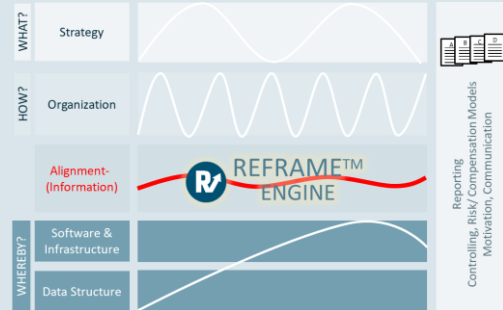 WHAT?
Strategy
HOW?
Organization
Alignment-
(Information)
R
REFRAME™
ENGINE
WHEREBY?
Software &
Infrastructure
Data Structure
A
B
C
D
Reporting
Controlling, Risk/ Compensation Models
Motivation, Communication